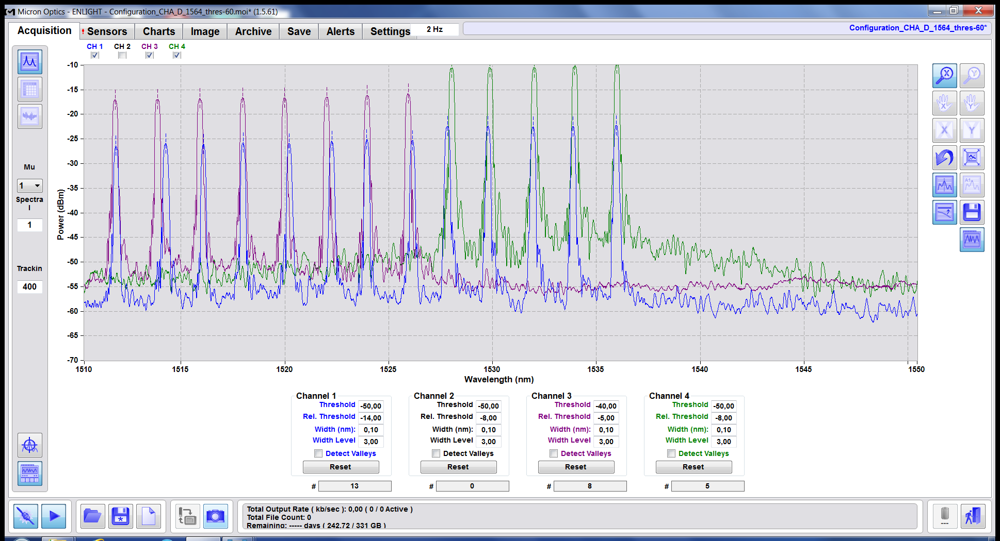 Micron Optics - ENLIGHT - Configuration_CHA_D_1564_thres-60.moi* (1.5.61)
Acquisition ! Sensors Charts Image Archive Save Alerts Settings 2 Hz Configuration_CHA_D_1564_thres-60*
CH 1 CH 2 CH 3 CH 4
Mu
1
Spectra
l
1
Trackin
400
Power (dBm)
-10
-15
-20
-25
-30
-35
-40
-45
-50
-55
-60
-65
-70
1510 1515 1520 1525 1530 1535 1540 1545 1550
Wavelength (nm)
X Y
X Y
X Y
A1
Channel 1
Threshold -50,00
Rel. Threshold -14,00
Width (nm): 0,10
Width Level 3,00
Detect Valleys
Reset
# 13
Channel 2
Threshold -50,00
Rel. Threshold -8,00
Width (nm): 0,10
Width Level 3,00
Detect Valleys
Reset
# 0
Channel 3
Threshold -40,00
Rel. Threshold -5,00
Width (nm): 0,10
Width Level 3,00
Detect Valleys
Reset
# 8
Channel 4
Threshold -50,00
Rel. Threshold -8,00
Width (nm): 0,10
Width Level 3,00
Detect Valleys
Reset
# 5
Total Output Rate ( kb/sec ): 0,00 ( 0 / 0 Active )
Total File Count: 0
Remaining: ----- days ( 242.72 / 331 GB )
---